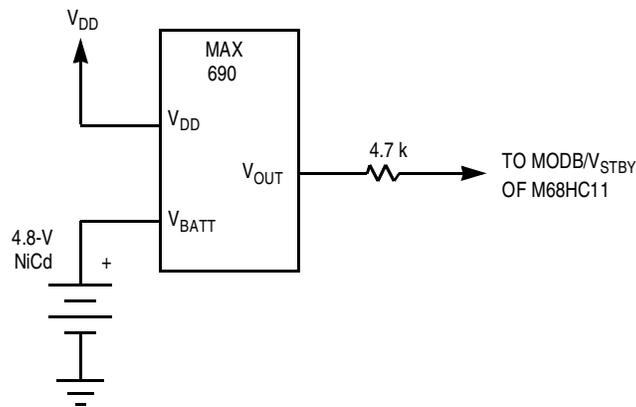 VDD
MAX
690
VDD
4.7 k
VOUT
TO MODB/VSTBY
OF M68HC11
VBATT
4.8-V
NiCd
+